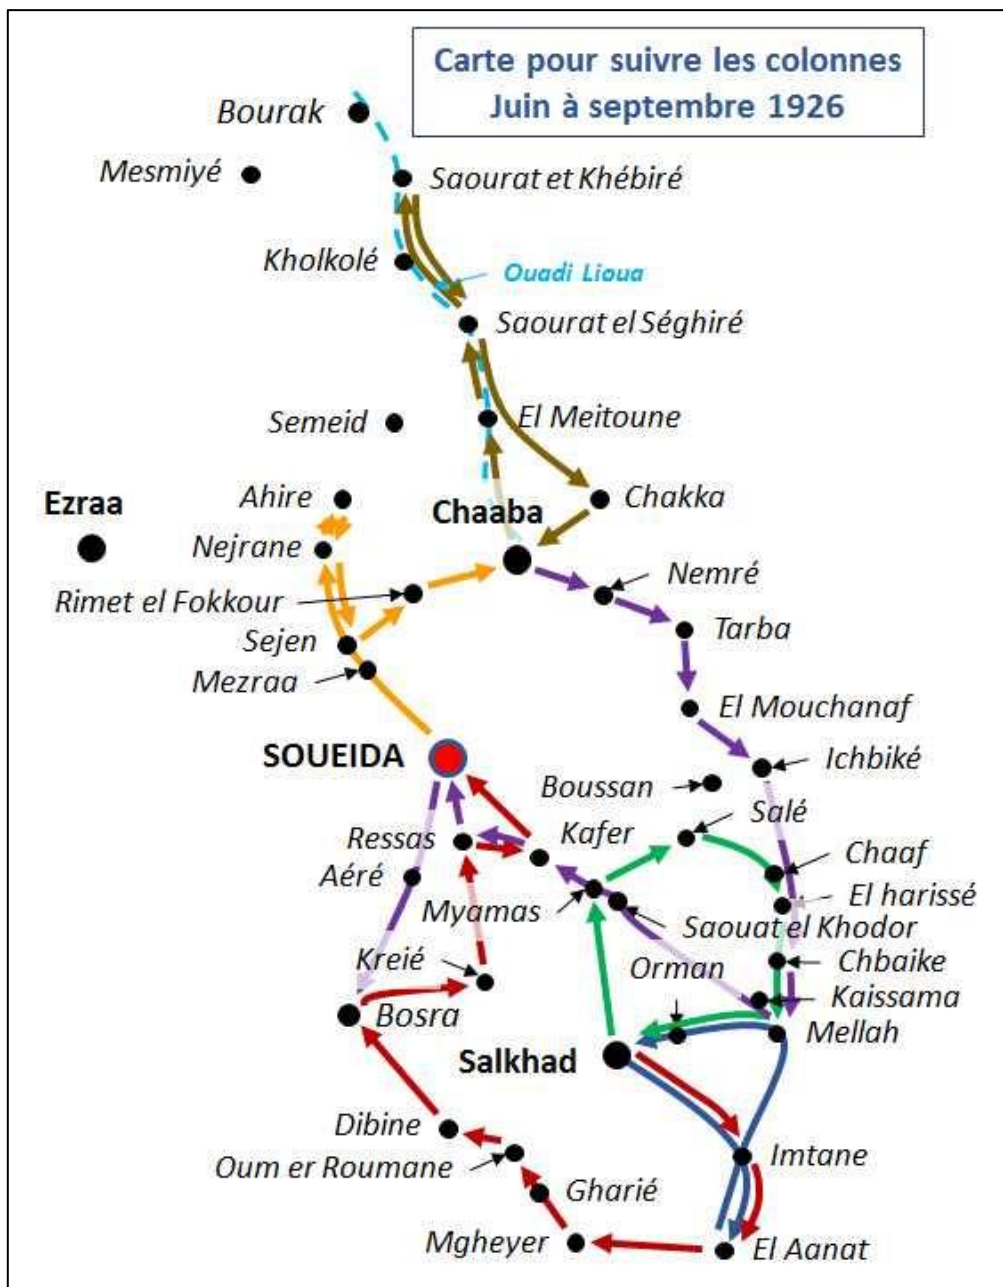 Carte pour suivre les colonnes
Juin à septembre 1926
Bourak
Mesmiyé
Saourat et Khébiré
Kholkolé
Ouadi Lioua
Saourat el Séghiré
Semeid
El Meitoune
Ezraa
Ahire
Chaaba
Chakka
Nejrane
Nemré
Rimet el Fokkour
Tarba
Sejen
Mezraa
El Mouchanaf
SOUEIDA
Ichbiké
Boussan
Salé
Ressas
Kafer
Chaaf
Aéré
Myamas
El harissé
Saouat el Khodor
Kreié
Orman
Chbaike
Kaissama
Bosra
Mellah
Salkhad
Dibine
Imtane
Oum er Roumane
Gharié
Mgheyer
El Aanat